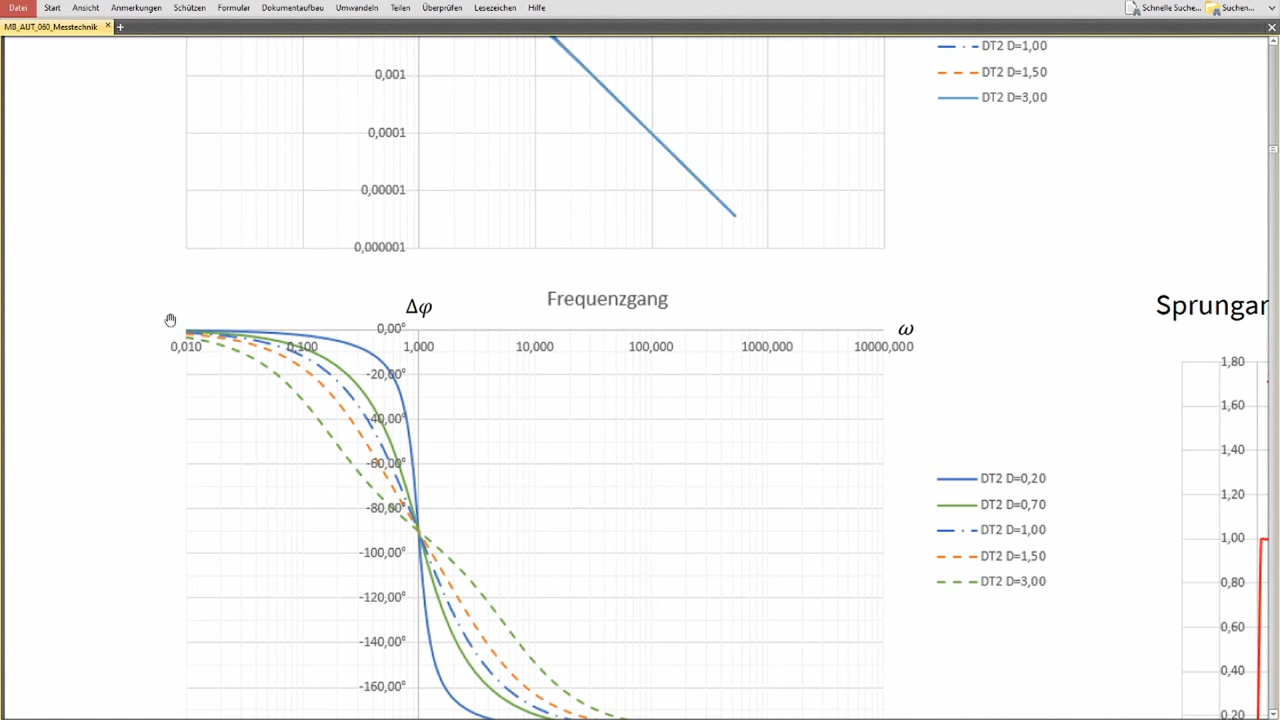 Datei Start Ansicht Anmerkungen Schützen Formular Dokumentaufbau Umwandeln Teilen Überprüfen Lesezeichen Hilfe Schnelle Suche... Suchen...
MB_AUT_060_Messtechnik
DT2 D=1,00
0,001 DT2 D=1,50
DT2 D=3,00
0,0001
0,00001
0,000001
Δφ Frequenzgang Sprungar
0,00° ω
0,010 0,100 1,000 10,000 100,000 1000,000 10000,000
1,80
-20,00°
1,60
-40,00°
1,40
-60,00°
DT2 D=0,20
1,20
-80,00° DT2 D=0,70
DT2 D=1,00 1,00
-100,00° DT2 D=1,50
DT2 D=3,00 0,80
-120,00°
0,60
-140,00°
0,40
-160,00°
0,20